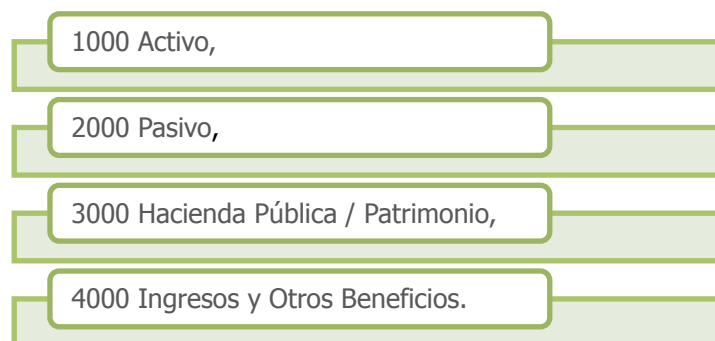 1000 Activo,
2000 Pasivo,
3000 Hacienda Pública / Patrimonio,
4000 Ingresos y Otros Beneficios.